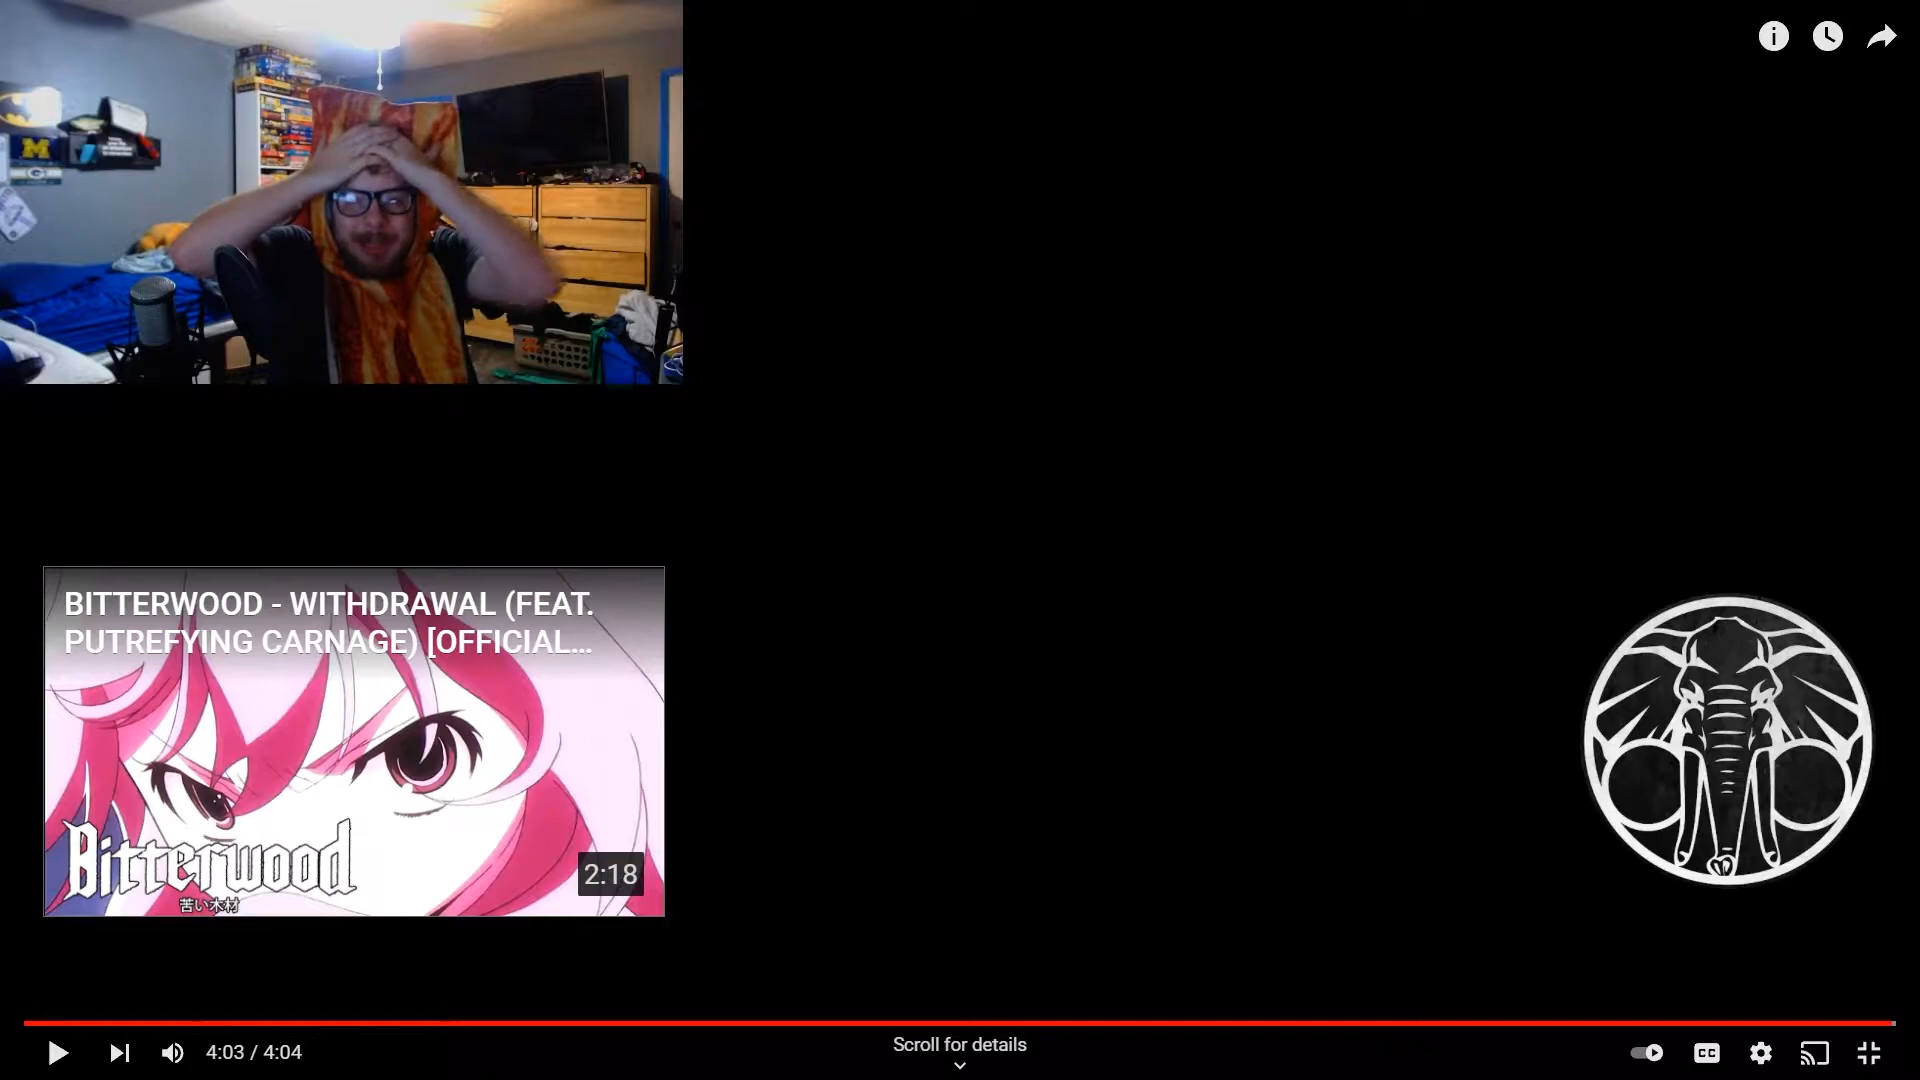 M
G
BITTERWOOD - WITHDRAWAL (FEAT.
PUTREFYING CARNAGE) [OFFICIAL...
Bitterwood
苦い木材
2:18
4:03 / 4:04
Scroll for details
CC